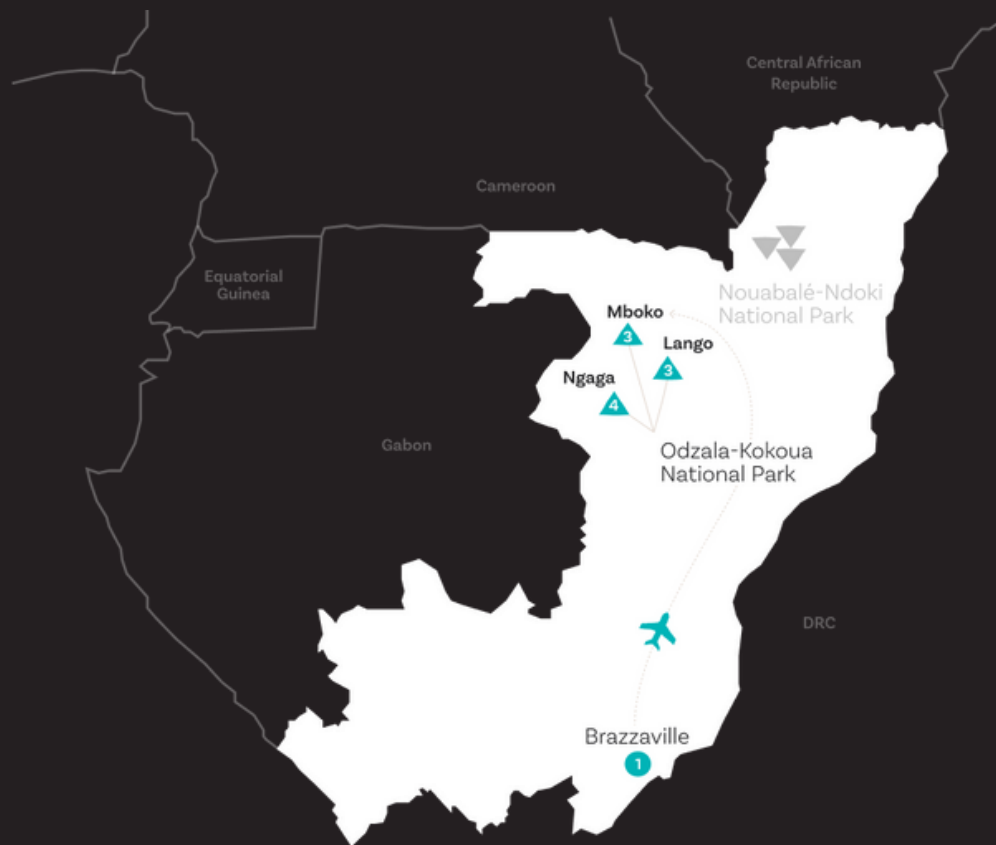 Central African
Republic
Cameroon
Equatorial
Guinea
Nouabalé-Ndoki
National Park
Mboko
3
Lango
3
Ngaga
4
Gabon
Odzala-Kokoua
National Park
DRC
Brazzaville
1